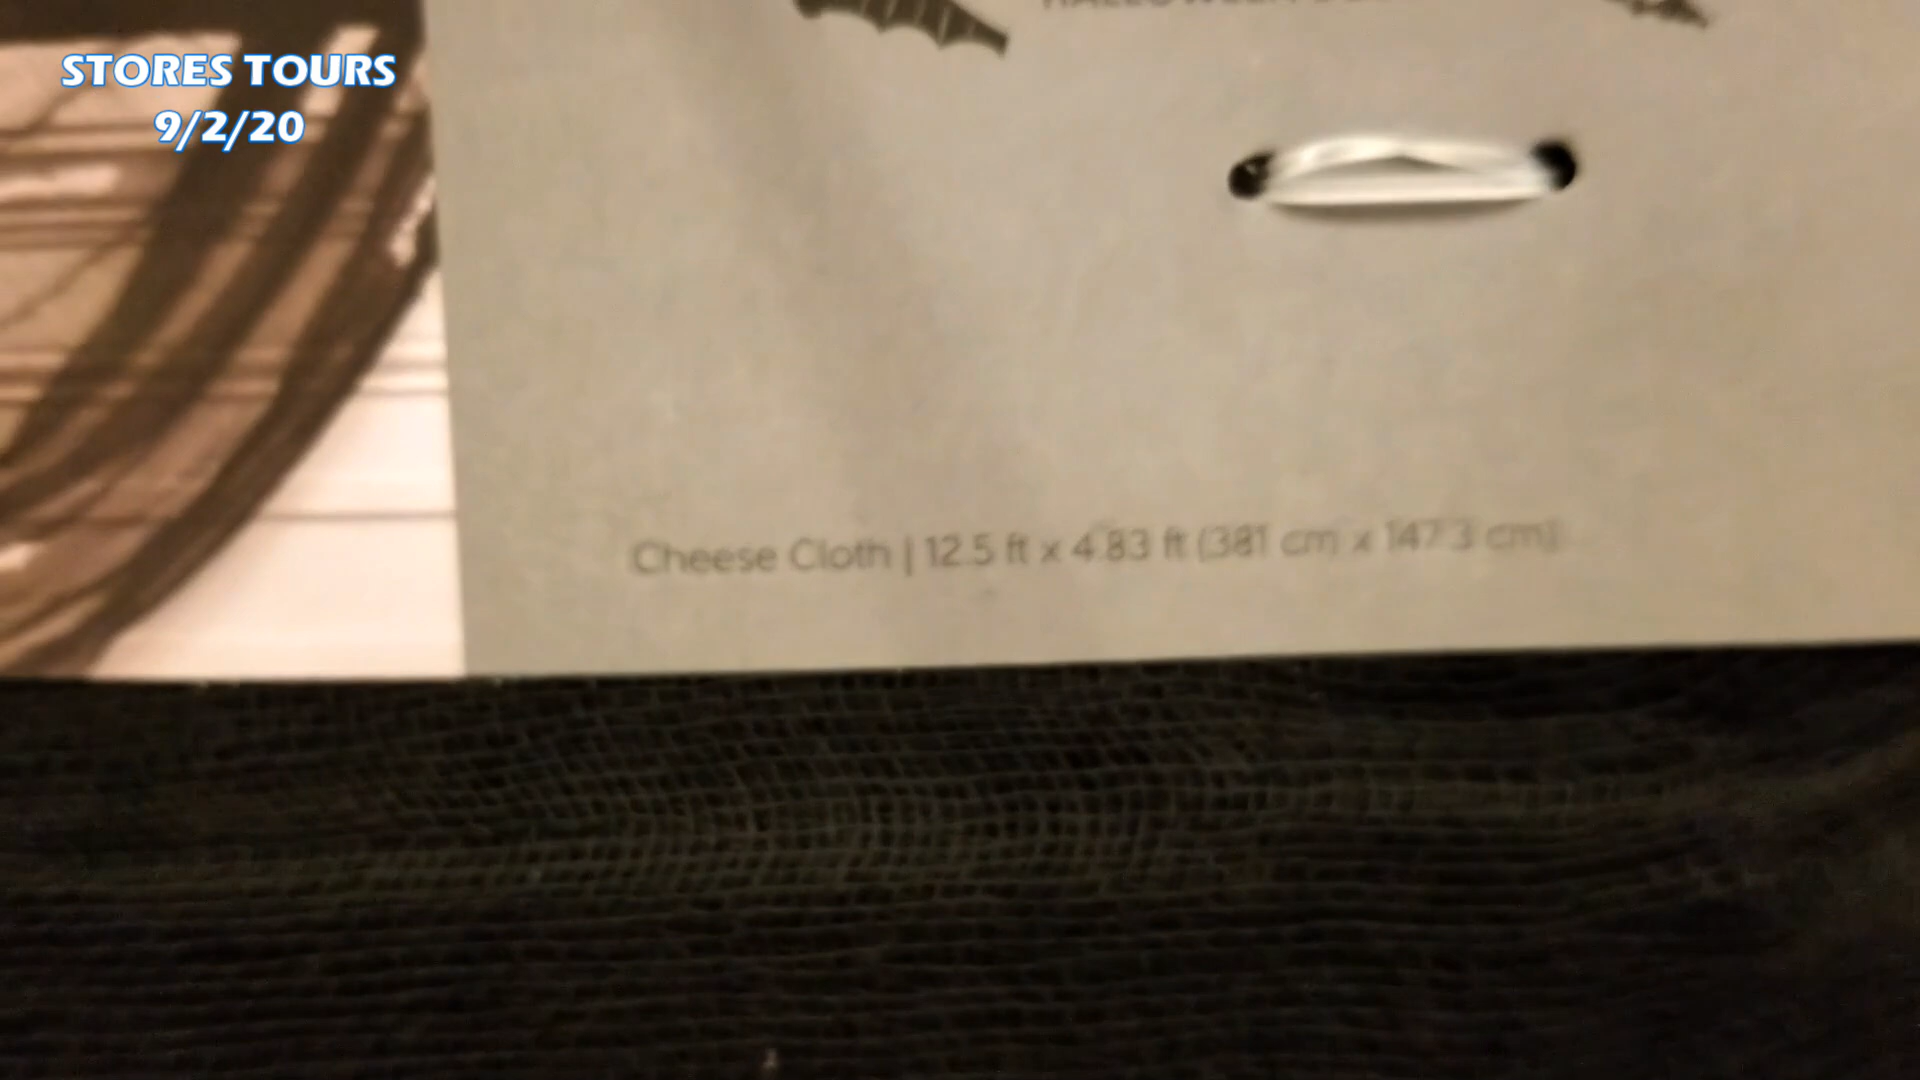 STORES TOURS
9/2/20
Cheese Cloth | 12.5 ft x 4.83 ft (381 cm x 147.3 cm)